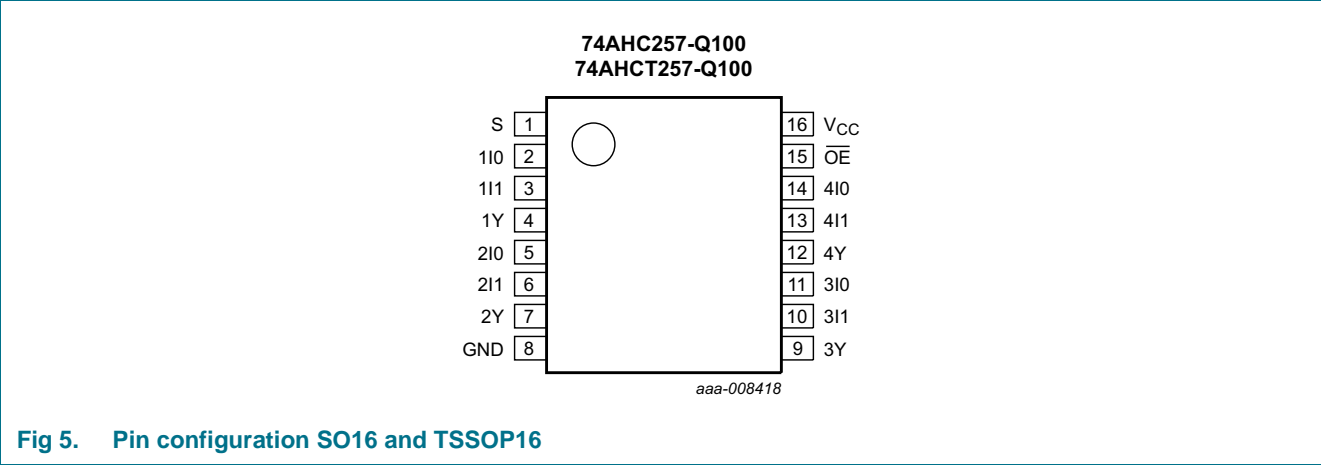 74AHC257-Q100
74AHCT257-Q100
S 1
1I0 2
1I1 3
1Y 4
2I0 5
2I1 6
2Y 7
GND 8
16 VCC
15 O̅E̅
14 4I0
13 4I1
12 4Y
11 3I0
10 3I1
9 3Y
aaa-008418
Fig 5. Pin configuration SO16 and TSSOP16